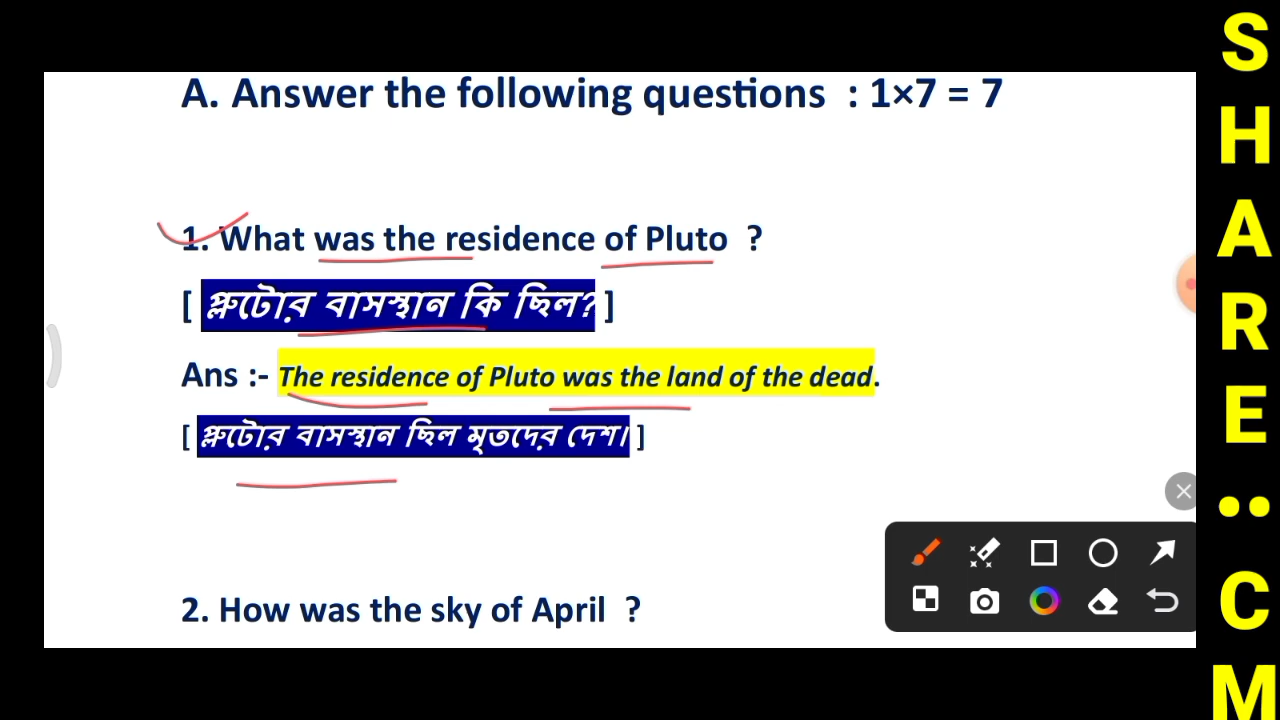 A. Answer the following questions : 1×7 = 7
1. What was the residence of Pluto ?
[ প্লুটোর বাসস্থান কি ছিল? ]
Ans :- The residence of Pluto was the land of the dead.
[ প্লুটোর বাসস্থান ছিল মৃতদের দেশ। ]
2. How was the sky of April ?
S
H
A
R
E
••
C
M